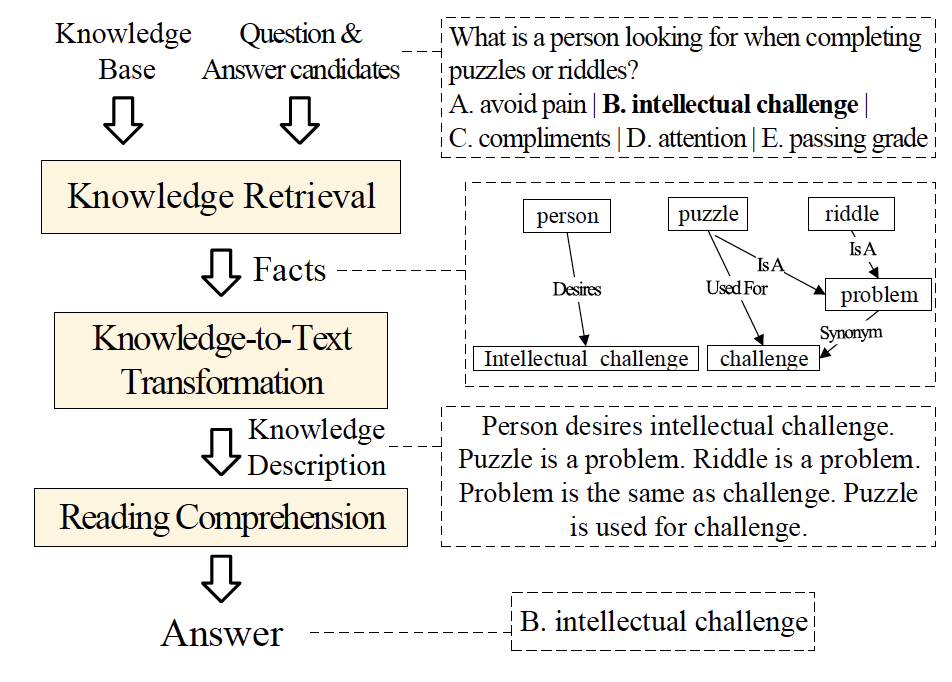 Knowledge
Base
Question &
Answer candidates
What is a person looking for when completing
puzzles or riddles?
A. avoid pain | B. intellectual challenge |
C. compliments | D. attention | E. passing grade
Knowledge Retrieval
Facts
person
puzzle
riddle
Is A
Is A
Desires
Used For
problem
Synonym
Intellectual challenge
challenge
Knowledge-to-Text
Transformation
Knowledge
Description
Person desires intellectual challenge.
Puzzle is a problem. Riddle is a problem.
Problem is the same as challenge. Puzzle
is used for challenge.
Reading Comprehension
Answer
B. intellectual challenge